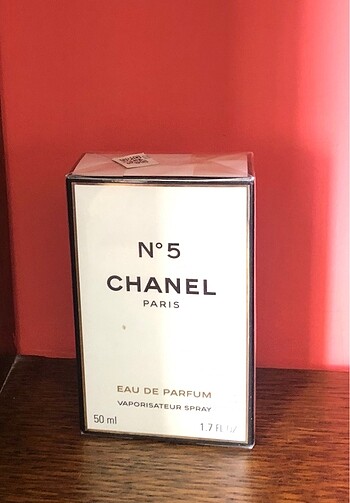 N°5
CHANEL
PARIS
EAU DE PARFUM
VAPORISATEUR SPRAY
50 ml
1.7 FL